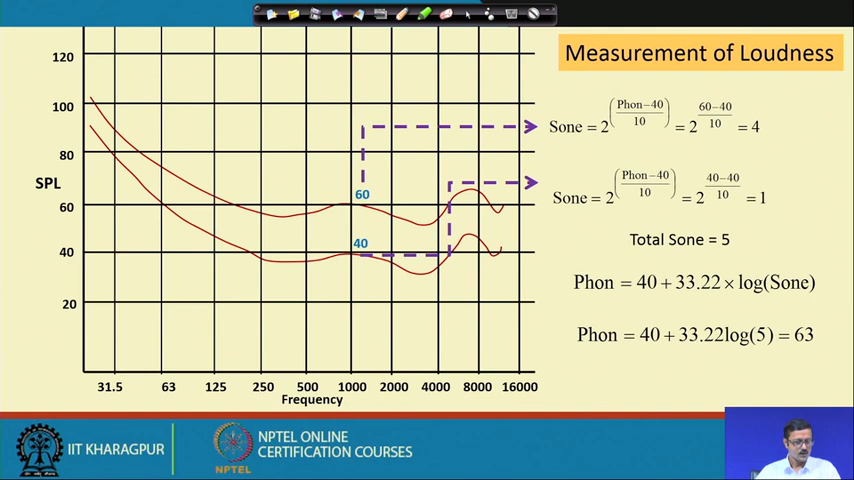 Measurement of Loudness
120
100
80
SPL
60
40
20
60
40
31.5 63 125 250 500 1000 2000 4000 8000 16000
Frequency
Sone = 2^((Phon−40)/10) = 2^((60−40)/10) = 4
Sone = 2^((Phon−40)/10) = 2^((40−40)/10) = 1
Total Sone = 5
Phon = 40 + 33.22 × log(Sone)
Phon = 40 + 33.22log(5) = 63
IIT KHARAGPUR
NPTEL
NPTEL ONLINE
CERTIFICATION COURSES